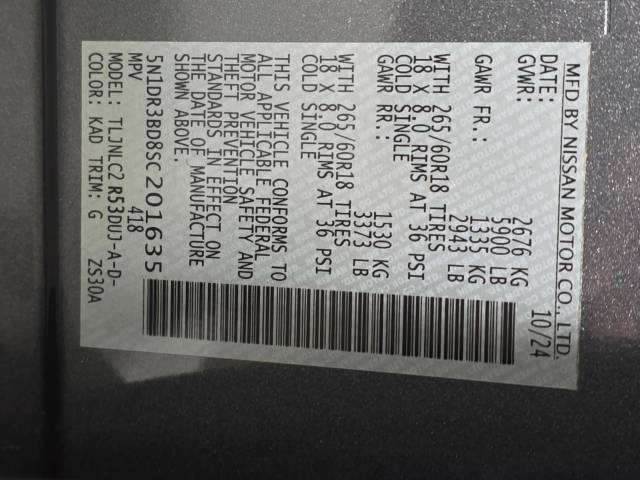 MFD BY NISSAN MOTOR CO., LTD.
DATE: 10/24
GVWR: 2676 KG
5900 LB
GAWR FR.: 1335 KG
2943 LB
WITH 265/60R18 TIRES
18 X 8.0 RIMS AT 36 PSI
COLD SINGLE
GAWR RR.: 1530 KG
3373 LB
WITH 265/60R18 TIRES
18 X 8.0 RIMS AT 36 PSI
COLD SINGLE
THIS VEHICLE CONFORMS TO
ALL APPLICABLE FEDERAL
MOTOR VEHICLE SAFETY AND
THEFT PREVENTION
STANDARDS IN EFFECT ON
THE DATE OF MANUFACTURE
SHOWN ABOVE.
5N1DR3BD8SC201635
MPV 418
MODEL: TLJNLC2 R53DUJ-A-D-
COLOR: KAD TRIM: G ZS30A